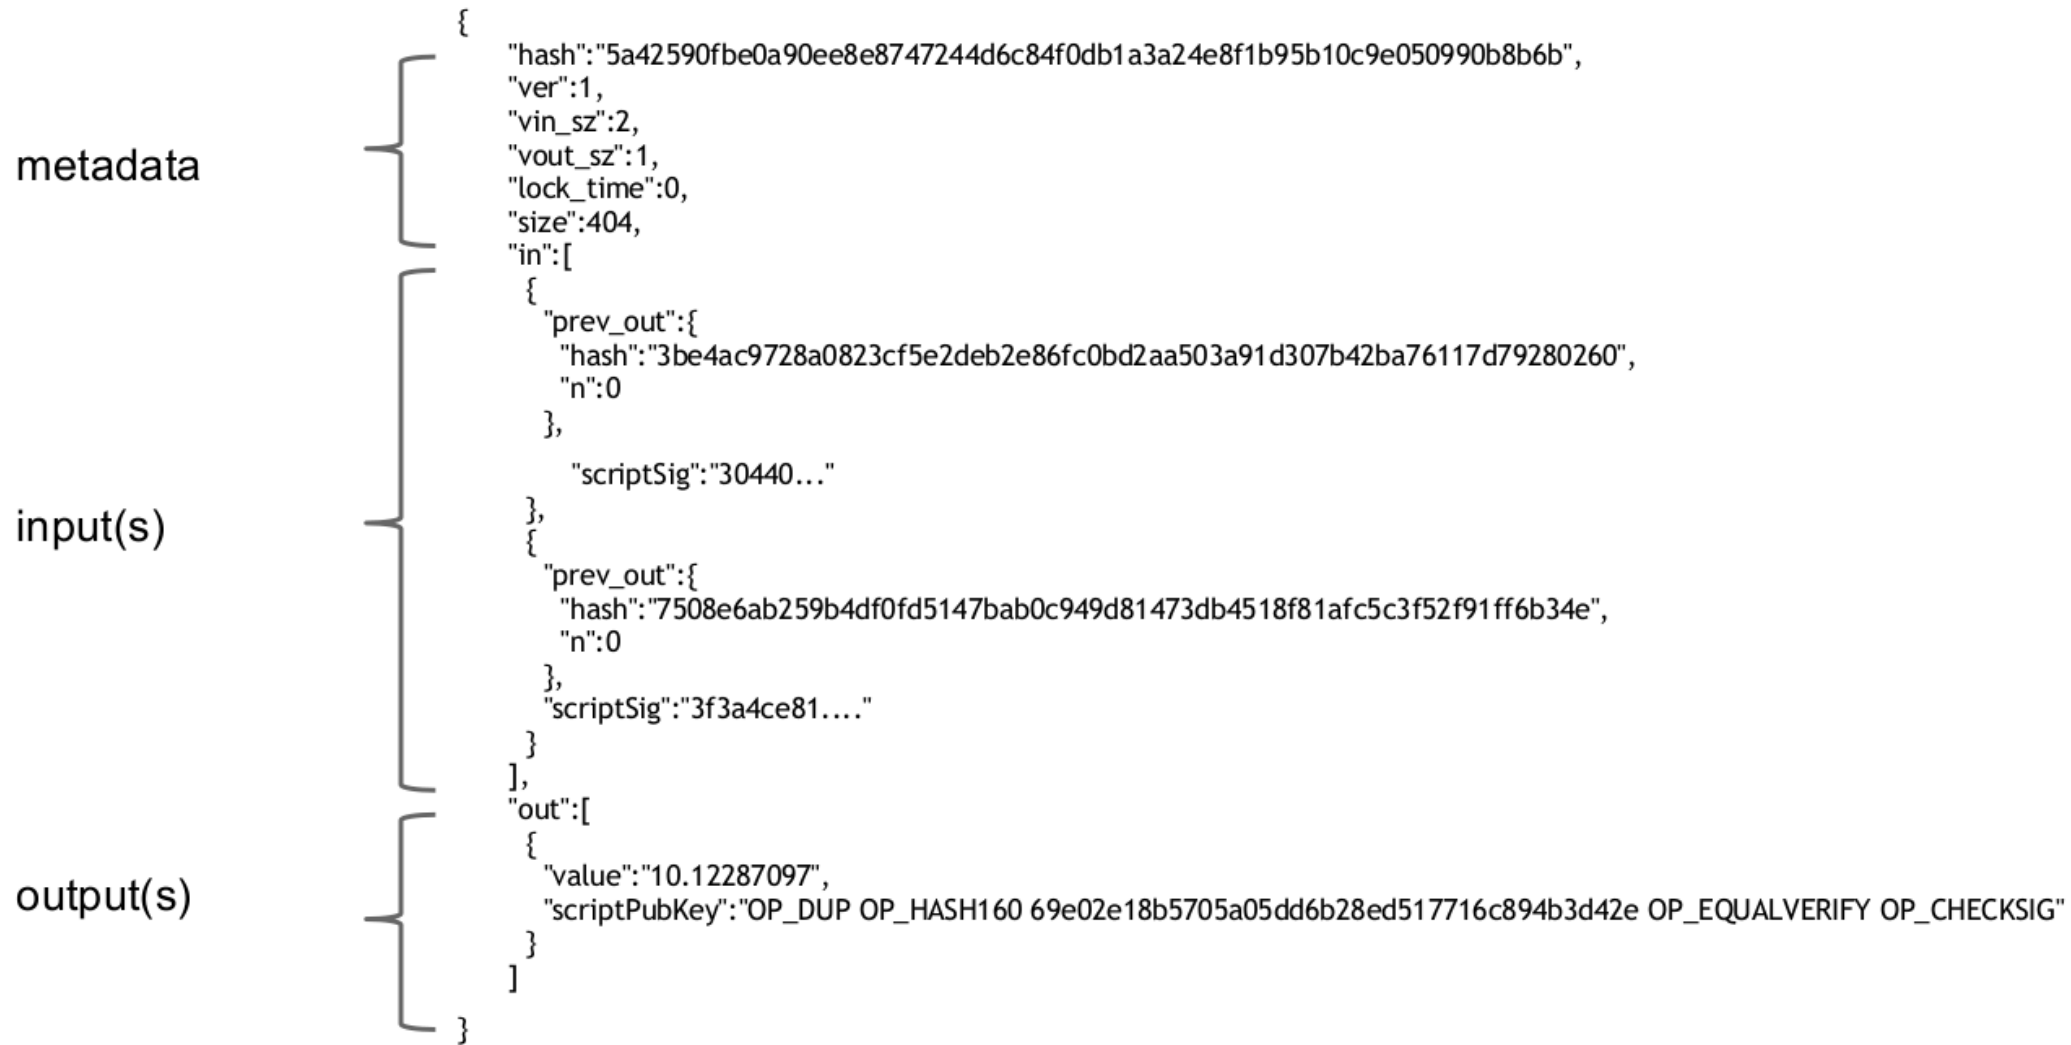 {
"hash":"5a42590fbe0a90ee8e8747244d6c84f0db1a3a24e8f1b95b10c9e050990b8b6b",
"ver":1,
"vin_sz":2,
metadata
"vout_sz":1,
"lock_time":0,
"size":404,
"in":[
{
"prev_out":{
"hash":"3be4ac9728a0823cf5e2deb2e86fc0bd2aa503a91d307b42ba76117d79280260",
"n":0
},
"scriptSig":"30440..."
},
input(s)
{
"prev_out":{
"hash":"7508e6ab259b4df0fd5147bab0c949d81473db4518f81afc5c3f52f91ff6b34e",
"n":0
},
"scriptSig":"3f3a4ce81...."
}
],
"out":[
{
"value":"10.12287097",
output(s)
"scriptPubKey":"OP_DUP OP_HASH160 69e02e18b5705a05dd6b28ed517716c894b3d42e OP_EQUALVERIFY OP_CHECKSIG"
}
]
}